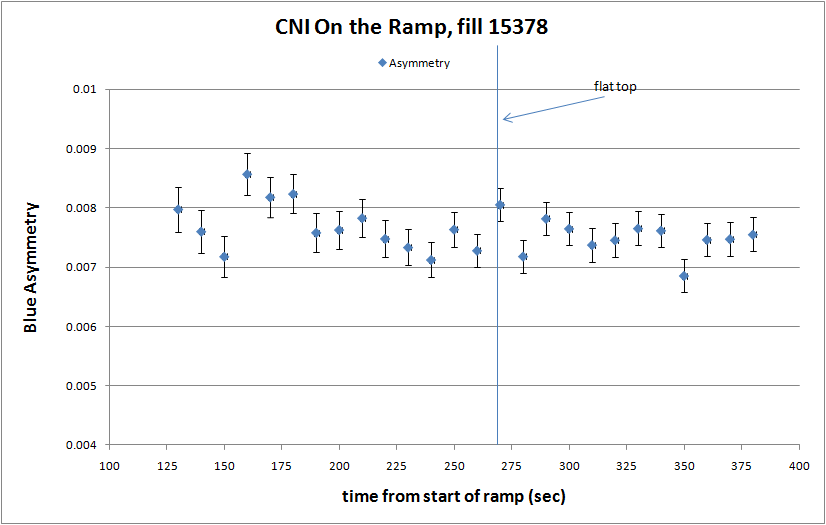 CNI On the Ramp, fill 15378
Asymmetry
flat top
0.01
0.009
0.008
0.007
0.006
0.005
0.004
Blue Asymmetry
100 125 150 175 200 225 250 275 300 325 350 375 400
time from start of ramp (sec)